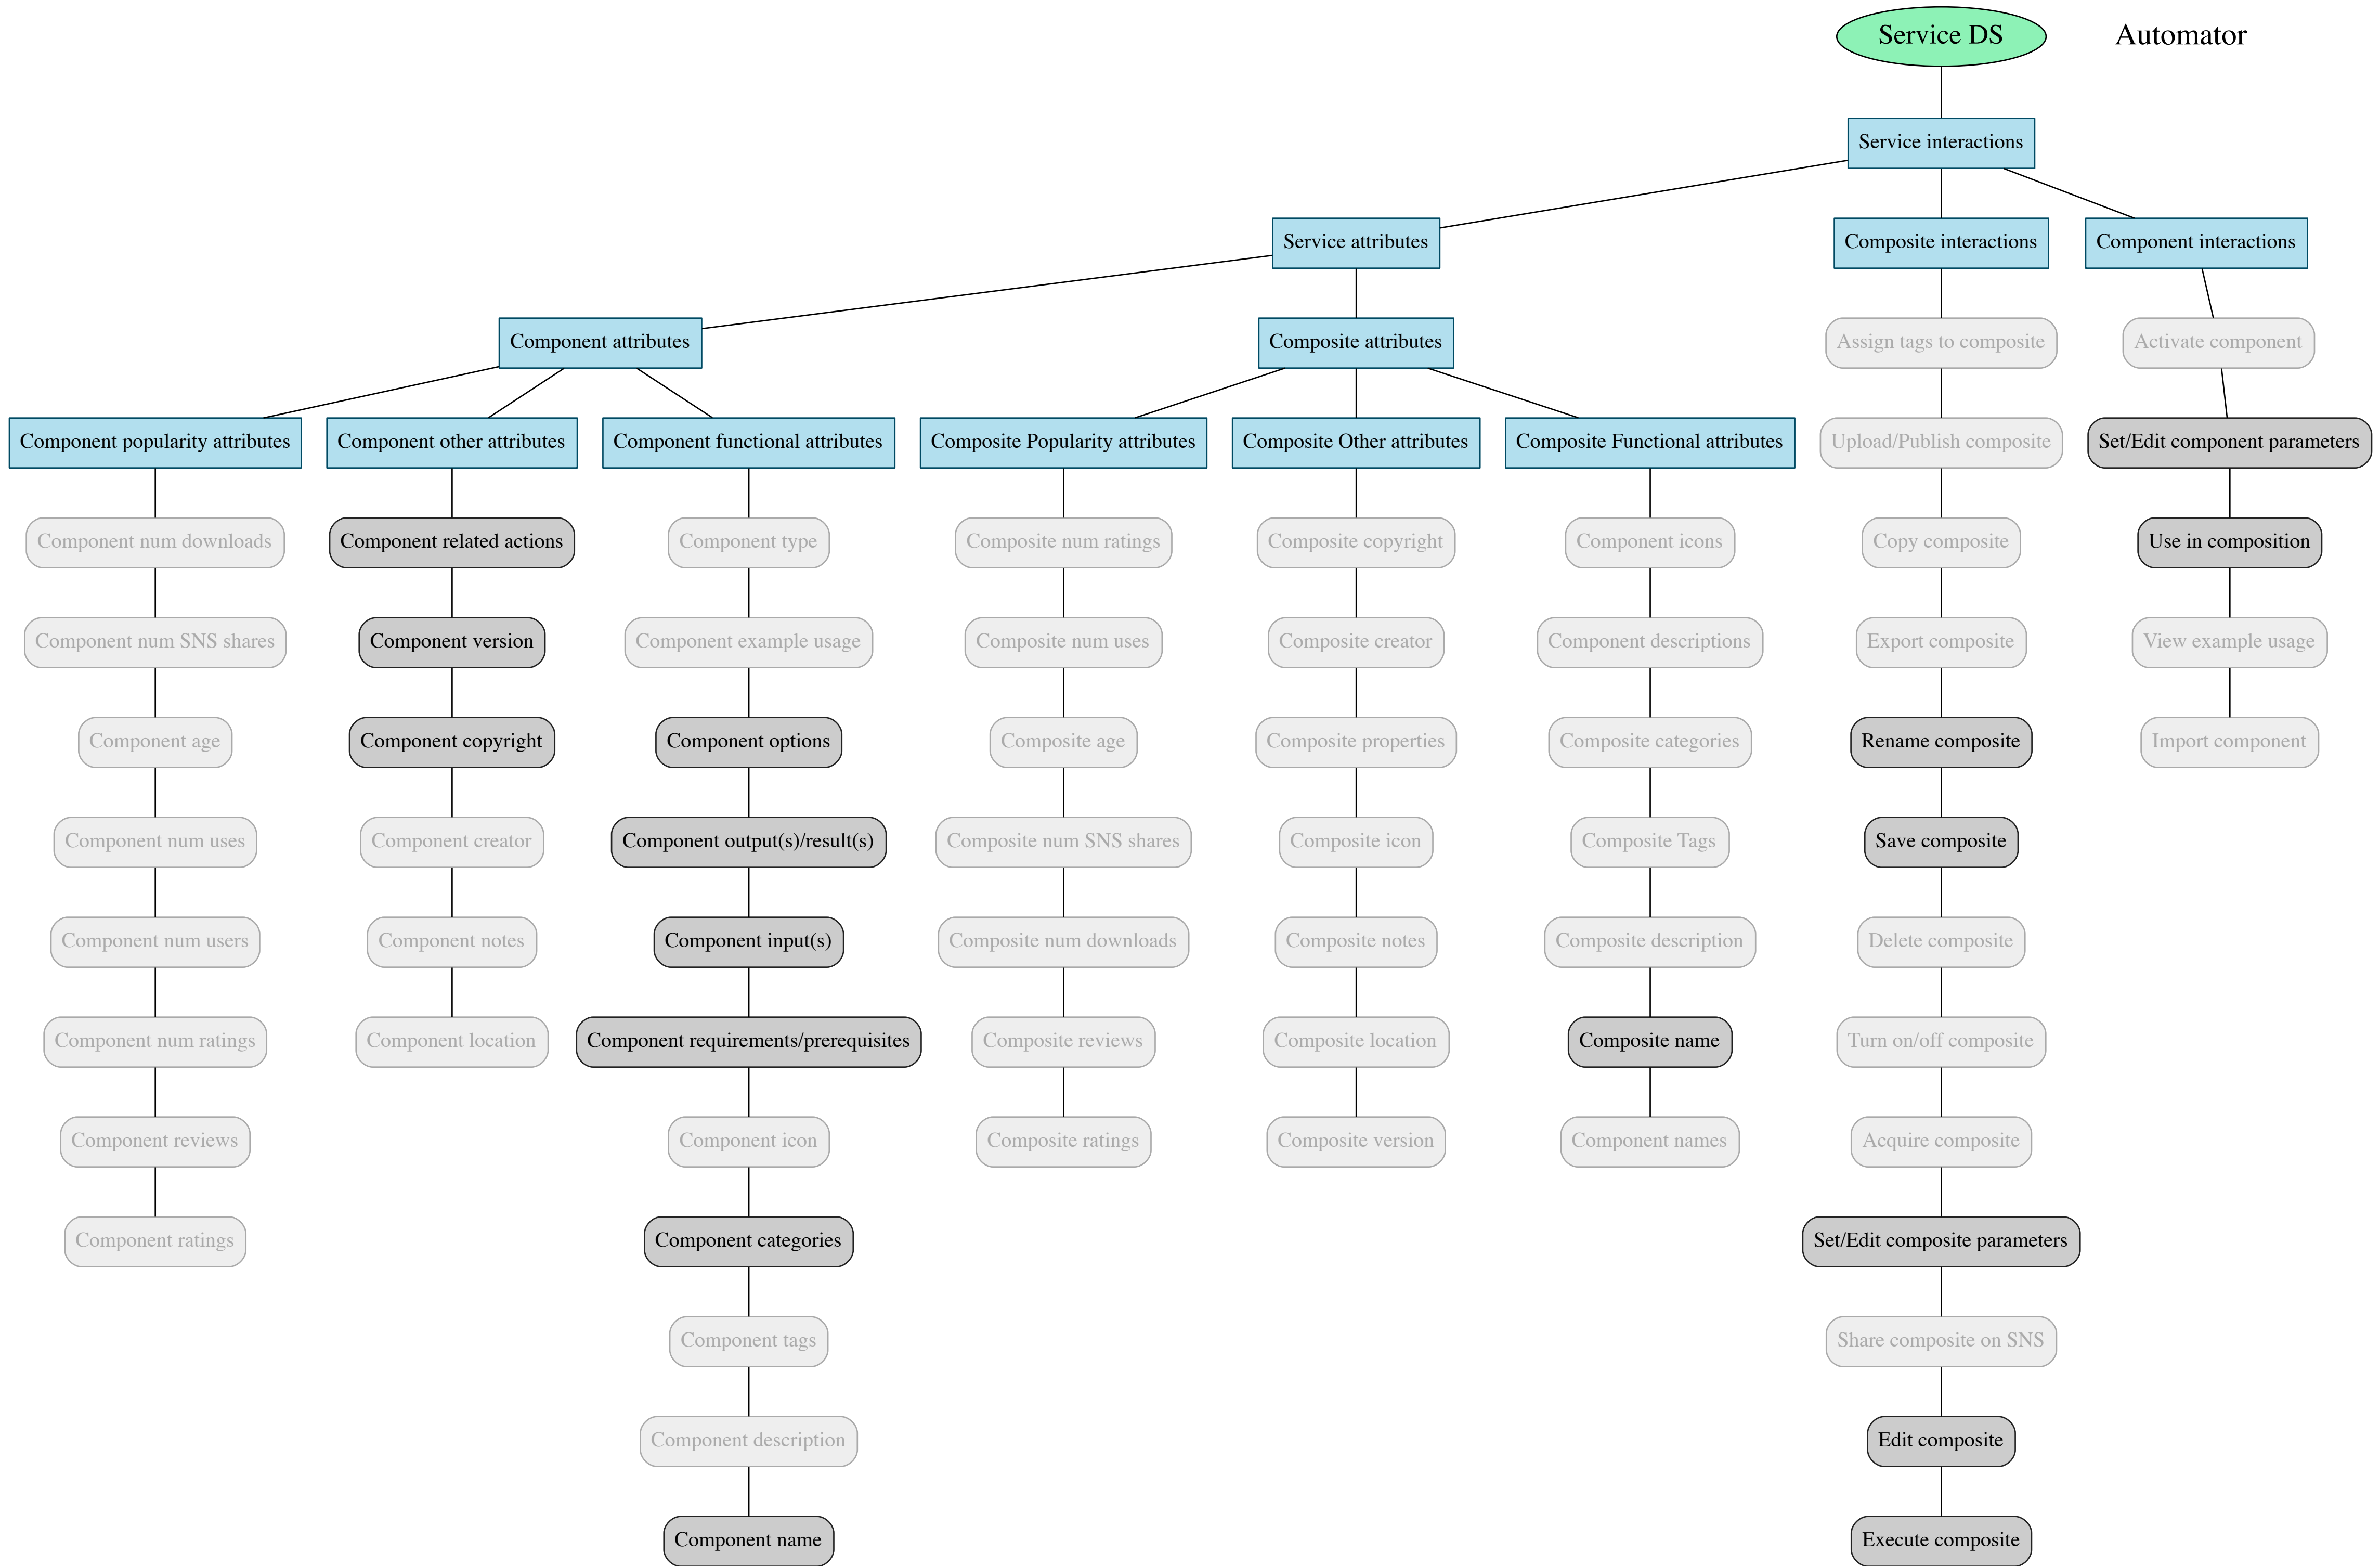 Service DS
Automator
Service interactions
Service attributes
Composite interactions
Component interactions
Component attributes
Composite attributes
Assign tags to composite
Activate component
Component popularity attributes
Component other attributes
Component functional attributes
Composite Popularity attributes
Composite Other attributes
Composite Functional attributes
Upload/Publish composite
Set/Edit component parameters
Component num downloads
Component related actions
Component type
Composite num ratings
Composite copyright
Component icons
Copy composite
Use in composition
Component num SNS shares
Component version
Component example usage
Composite num uses
Composite creator
Component descriptions
Export composite
View example usage
Component age
Component copyright
Component options
Composite age
Composite properties
Composite categories
Rename composite
Import component
Component num uses
Component creator
Component output(s)/result(s)
Composite num SNS shares
Composite icon
Composite Tags
Save composite
Component num users
Component notes
Component input(s)
Composite num downloads
Composite notes
Composite description
Delete composite
Component num ratings
Component location
Component requirements/prerequisites
Composite reviews
Composite location
Composite name
Turn on/off composite
Component reviews
Component icon
Composite ratings
Composite version
Component names
Acquire composite
Component ratings
Component categories
Set/Edit composite parameters
Component tags
Share composite on SNS
Component description
Edit composite
Component name
Execute composite